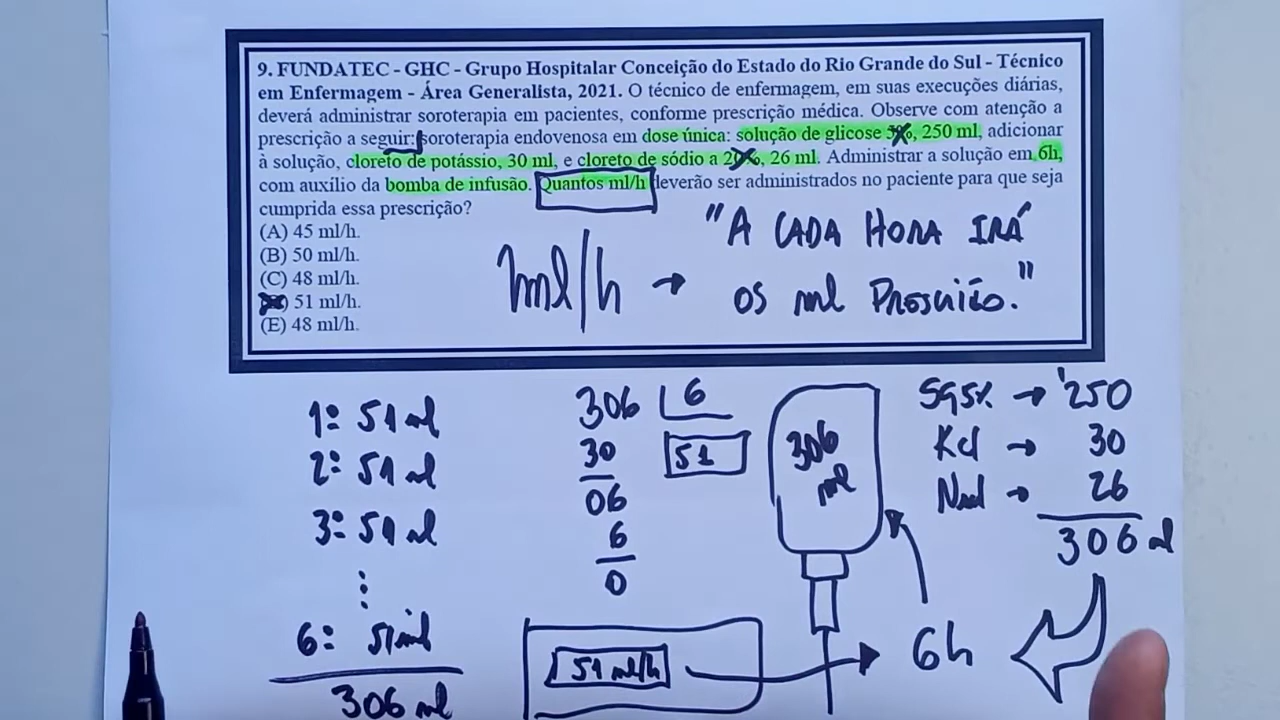 9. FUNDATEC - GHC - Grupo Hospitalar Conceição do Estado do Rio Grande do Sul - Técnico
em Enfermagem - Área Generalista, 2021. O técnico de enfermagem, em suas execuções diárias,
deverá administrar soroterapia em pacientes, conforme prescrição médica. Observe com atenção a
prescrição a seguir: soroterapia endovenosa em dose única: solução de glicose 5%, 250 ml, adicionar
à solução, cloreto de potássio, 30 ml, e cloreto de sódio a 20%, 26 ml. Administrar a solução em 6h,
com auxílio da bomba de infusão. Quantos ml/h deverão ser administrados no paciente para que seja
cumprida essa prescrição?
(A) 45 ml/h.
(B) 50 ml/h.
(C) 48 ml/h.
) 51 ml/h.
(E) 48 ml/h.
ml/h → "A CADA HORA IRÁ
os ml Prescrição."
1º 51 ml
2º 51 ml
3º 51 ml
⋮
6º 51 ml
306 ml
306 6
30 51
06
6
0
306
ml
SG5% → 250
Kcl → 30
Nacl → 26
306 ml
51 ml/h
6h